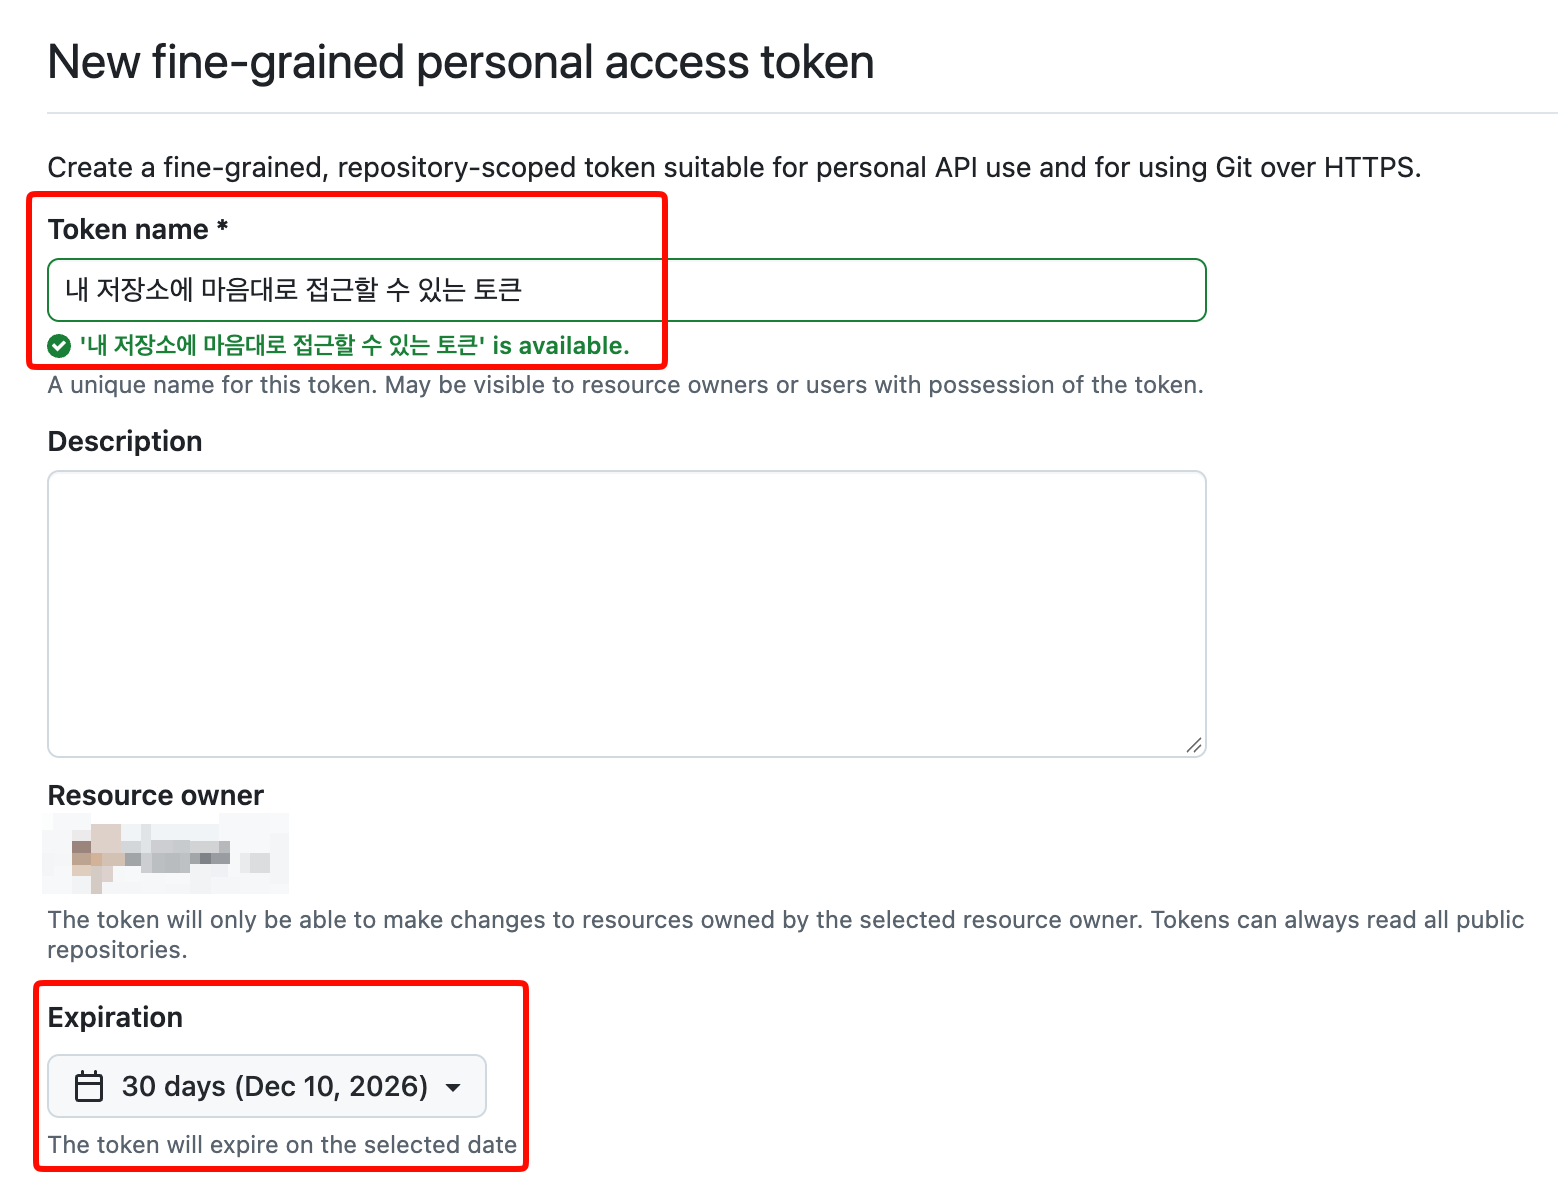 New fine-grained personal access token
Create a fine-grained, repository-scoped token suitable for personal API use and for using Git over HTTPS.
Token name *
내 저장소에 마음대로 접근할 수 있는 토큰
'내 저장소에 마음대로 접근할 수 있는 토큰' is available.
A unique name for this token. May be visible to resource owners or users with possession of the token.
Description
Resource owner
The token will only be able to make changes to resources owned by the selected resource owner. Tokens can always read all public
repositories.
Expiration
30 days (Dec 10, 2026)
The token will expire on the selected date